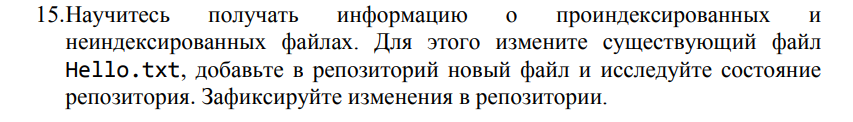 15.Научитесь получать информацию о проиндексированных и
неиндексированных файлах. Для этого измените существующий файл
Hello.txt, добавьте в репозиторий новый файл и исследуйте состояние
репозитория. Зафиксируйте изменения в репозитории.